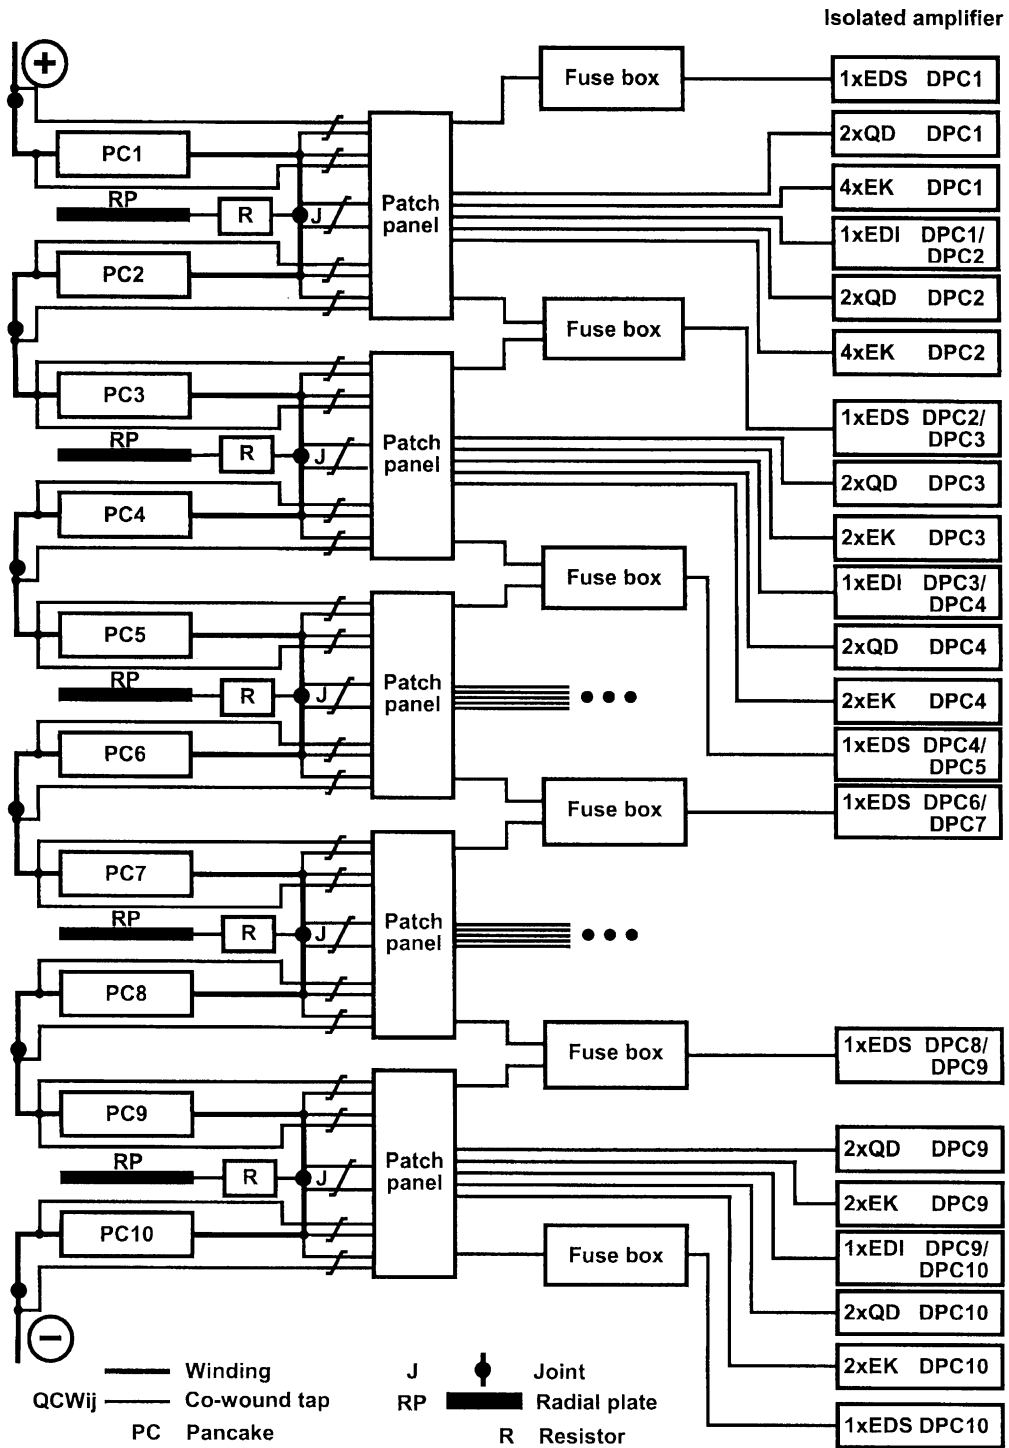 Isolated amplifier
+
Fuse box
1xEDS DPC1
2xQD DPC1
PC1
4xEK DPC1
RP
R
J
Patch
panel
1xEDI DPC1/
DPC2
PC2
2xQD DPC2
Fuse box
4xEK DPC2
PC3
1xEDS DPC2/
DPC3
RP
R
J
Patch
panel
2xQD DPC3
PC4
2xEK DPC3
Fuse box
1xEDI DPC3/
DPC4
PC5
2xQD DPC4
RP
R
J
Patch
panel
2xEK DPC4
PC6
1xEDS DPC4/
DPC5
Fuse box
1xEDS DPC6/
DPC7
PC7
RP
R
J
Patch
panel
PC8
Fuse box
1xEDS DPC8/
DPC9
PC9
2xQD DPC9
RP
R
J
Patch
panel
2xEK DPC9
PC10
Fuse box
1xEDI DPC9/
DPC10
2xQD DPC10
−
2xEK DPC10
1xEDS DPC10
Winding
J Joint
QCWij Co-wound tap
RP Radial plate
PC Pancake
R Resistor